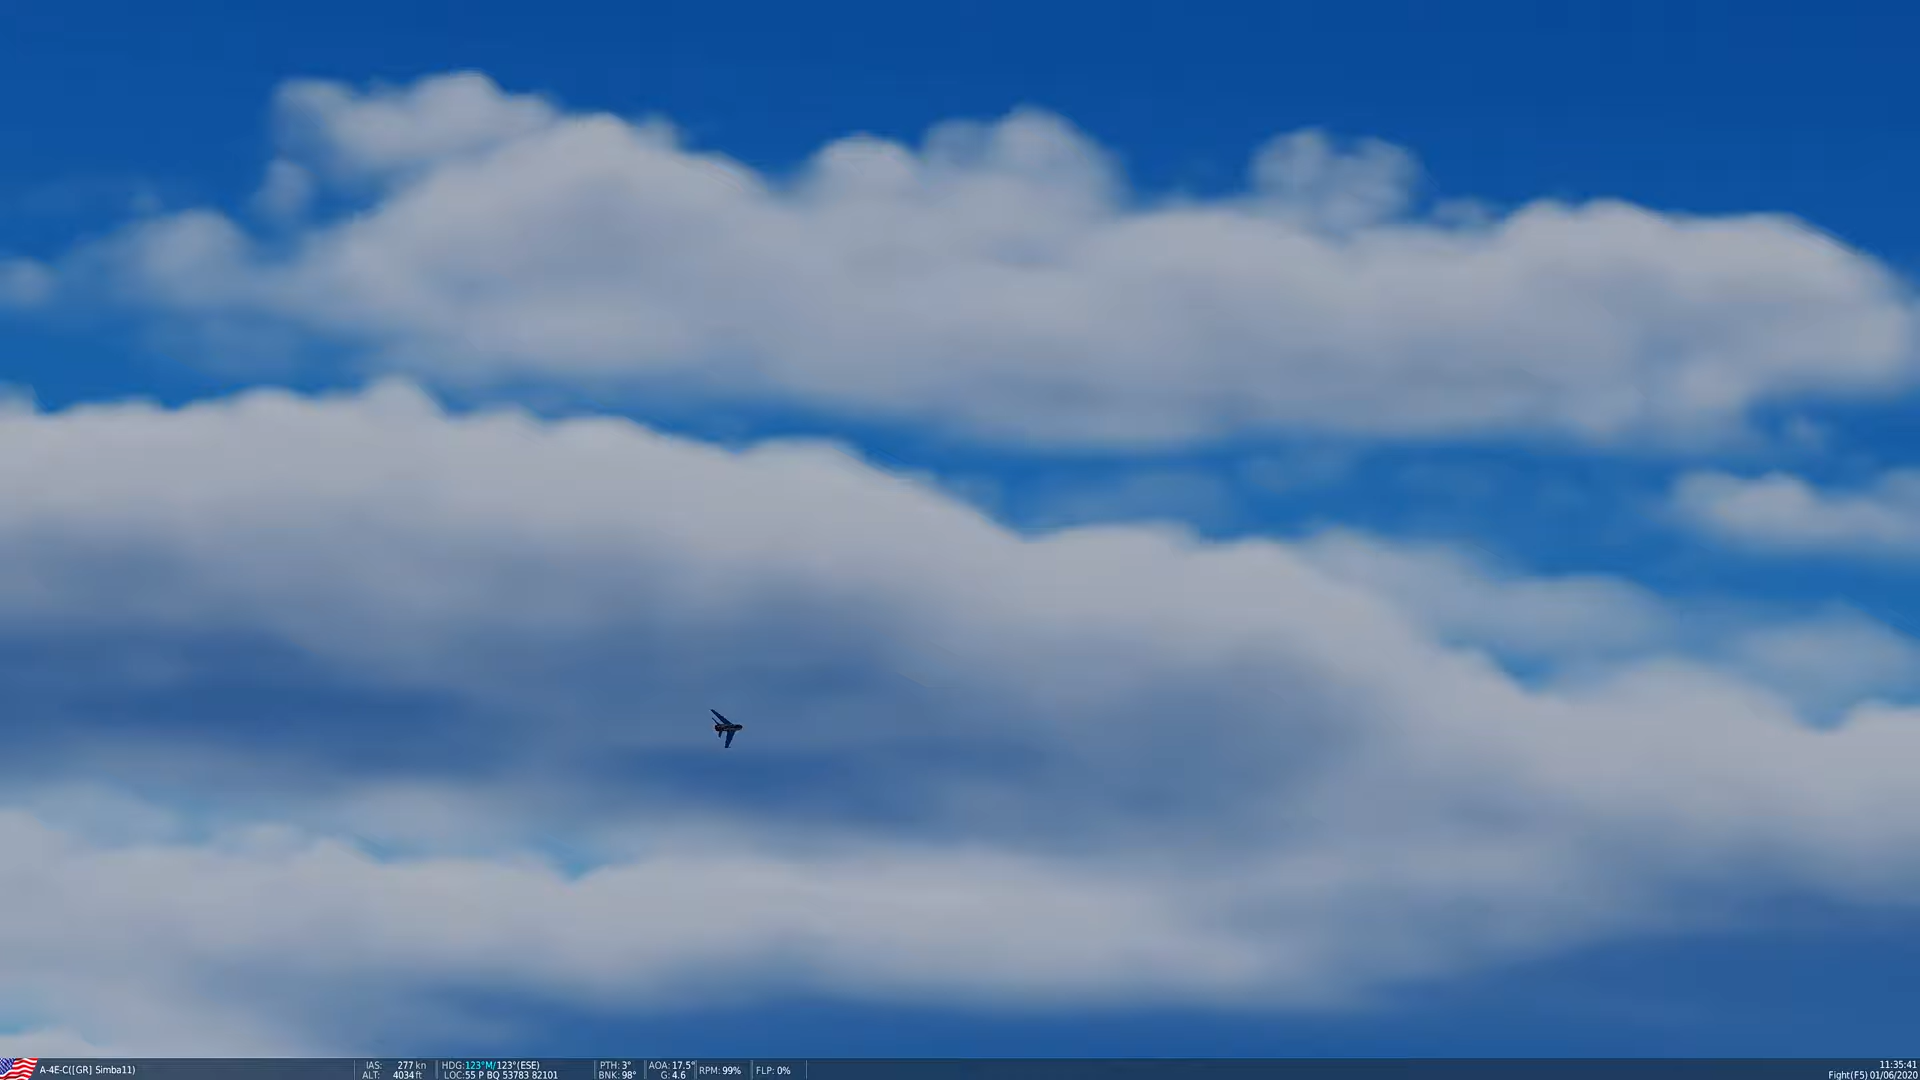 A-4E-C([GR] Simba11)
IAS: 277 kn
ALT: 4034 ft
HDG:123°M/123°(ESE)
LOC:55 P BQ 53783 82101
PTH: 3°
BNK: 98°
AOA: 17.5°
G: 4.6
RPM: 99%
FLP: 0%
11:35:41
Fight(F5) 01/06/2020